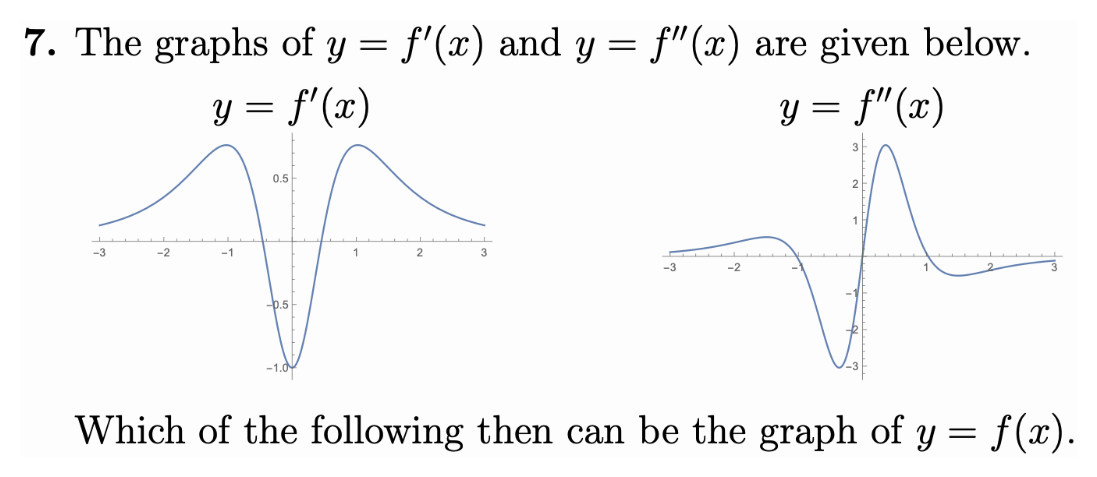 7. The graphs of y = f′(x) and y = f″(x) are given below.
y = f′(x) y = f″(x)
0.5
-3 -2 -1 1 2 3
-0.5
-1.0
3
2
1
-3 -2 -1 1 2 3
-1
-2
-3
Which of the following then can be the graph of y = f(x).